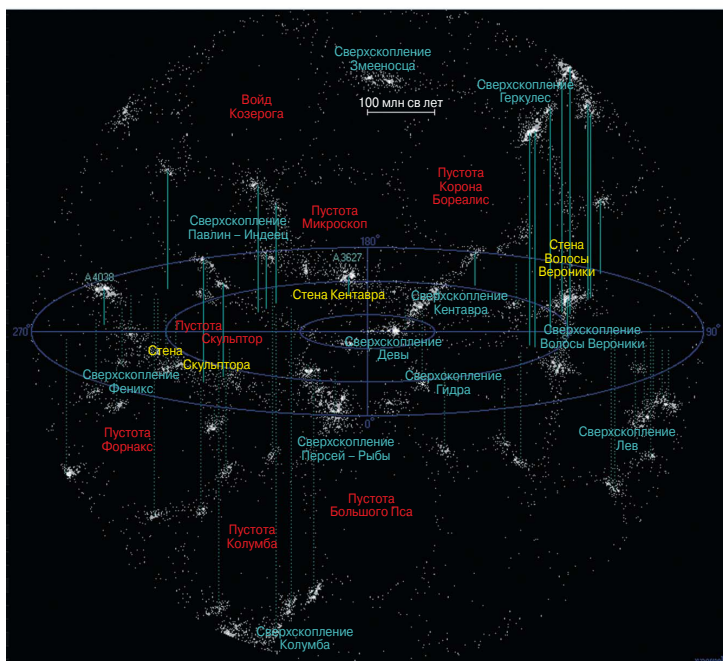 Сверхскопление
Змееносца
Сверхскопление
Геркулес
100 млн св лет
Войд
Козерога
Пустота
Корона
Бореалис
Пустота
Микроскоп
Сверхскопление
Павлин – Индеец
180°
Стена
Волосы
Вероники
A3627
A4038
Стена Кентавра
Сверхскопление
Кентавра
270°
Пустота
Скульптор
90°
Сверхскопление
Волосы Вероники
Сверхскопление
Девы
Стена
Скульптора
Сверхскопление
Феникс
Сверхскопление
Гидра
0°
Пустота
Форнакс
Сверхскопление
Персей – Рыбы
Сверхскопление
Лев
Пустота
Большого Пса
Пустота
Колумба
Сверхскопление
Колумба